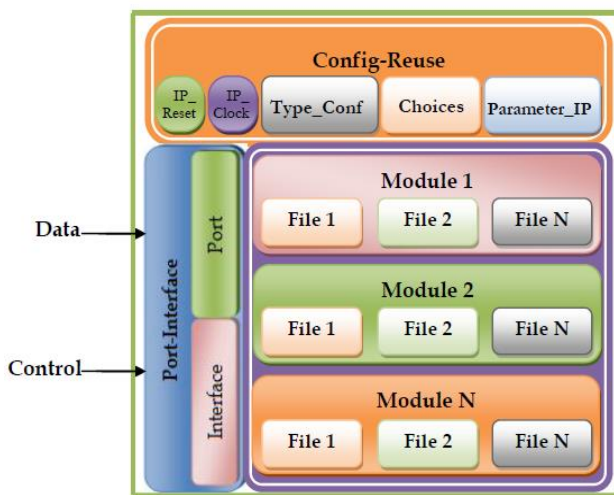 Config-Reuse
IP_
Reset
IP_
Clock
Type_Conf
Choices
Parameter_IP
Data
Control
Port-Interface
Port
Interface
Module 1
File 1
File 2
File N
Module 2
File 1
File 2
File N
Module N
File 1
File 2
File N